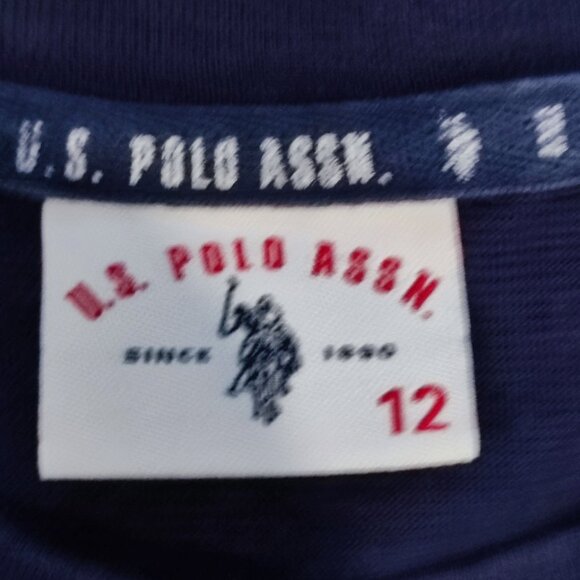 U.S. POLO ASSN.
U.S. POLO ASSN.
SINCE 1890
12